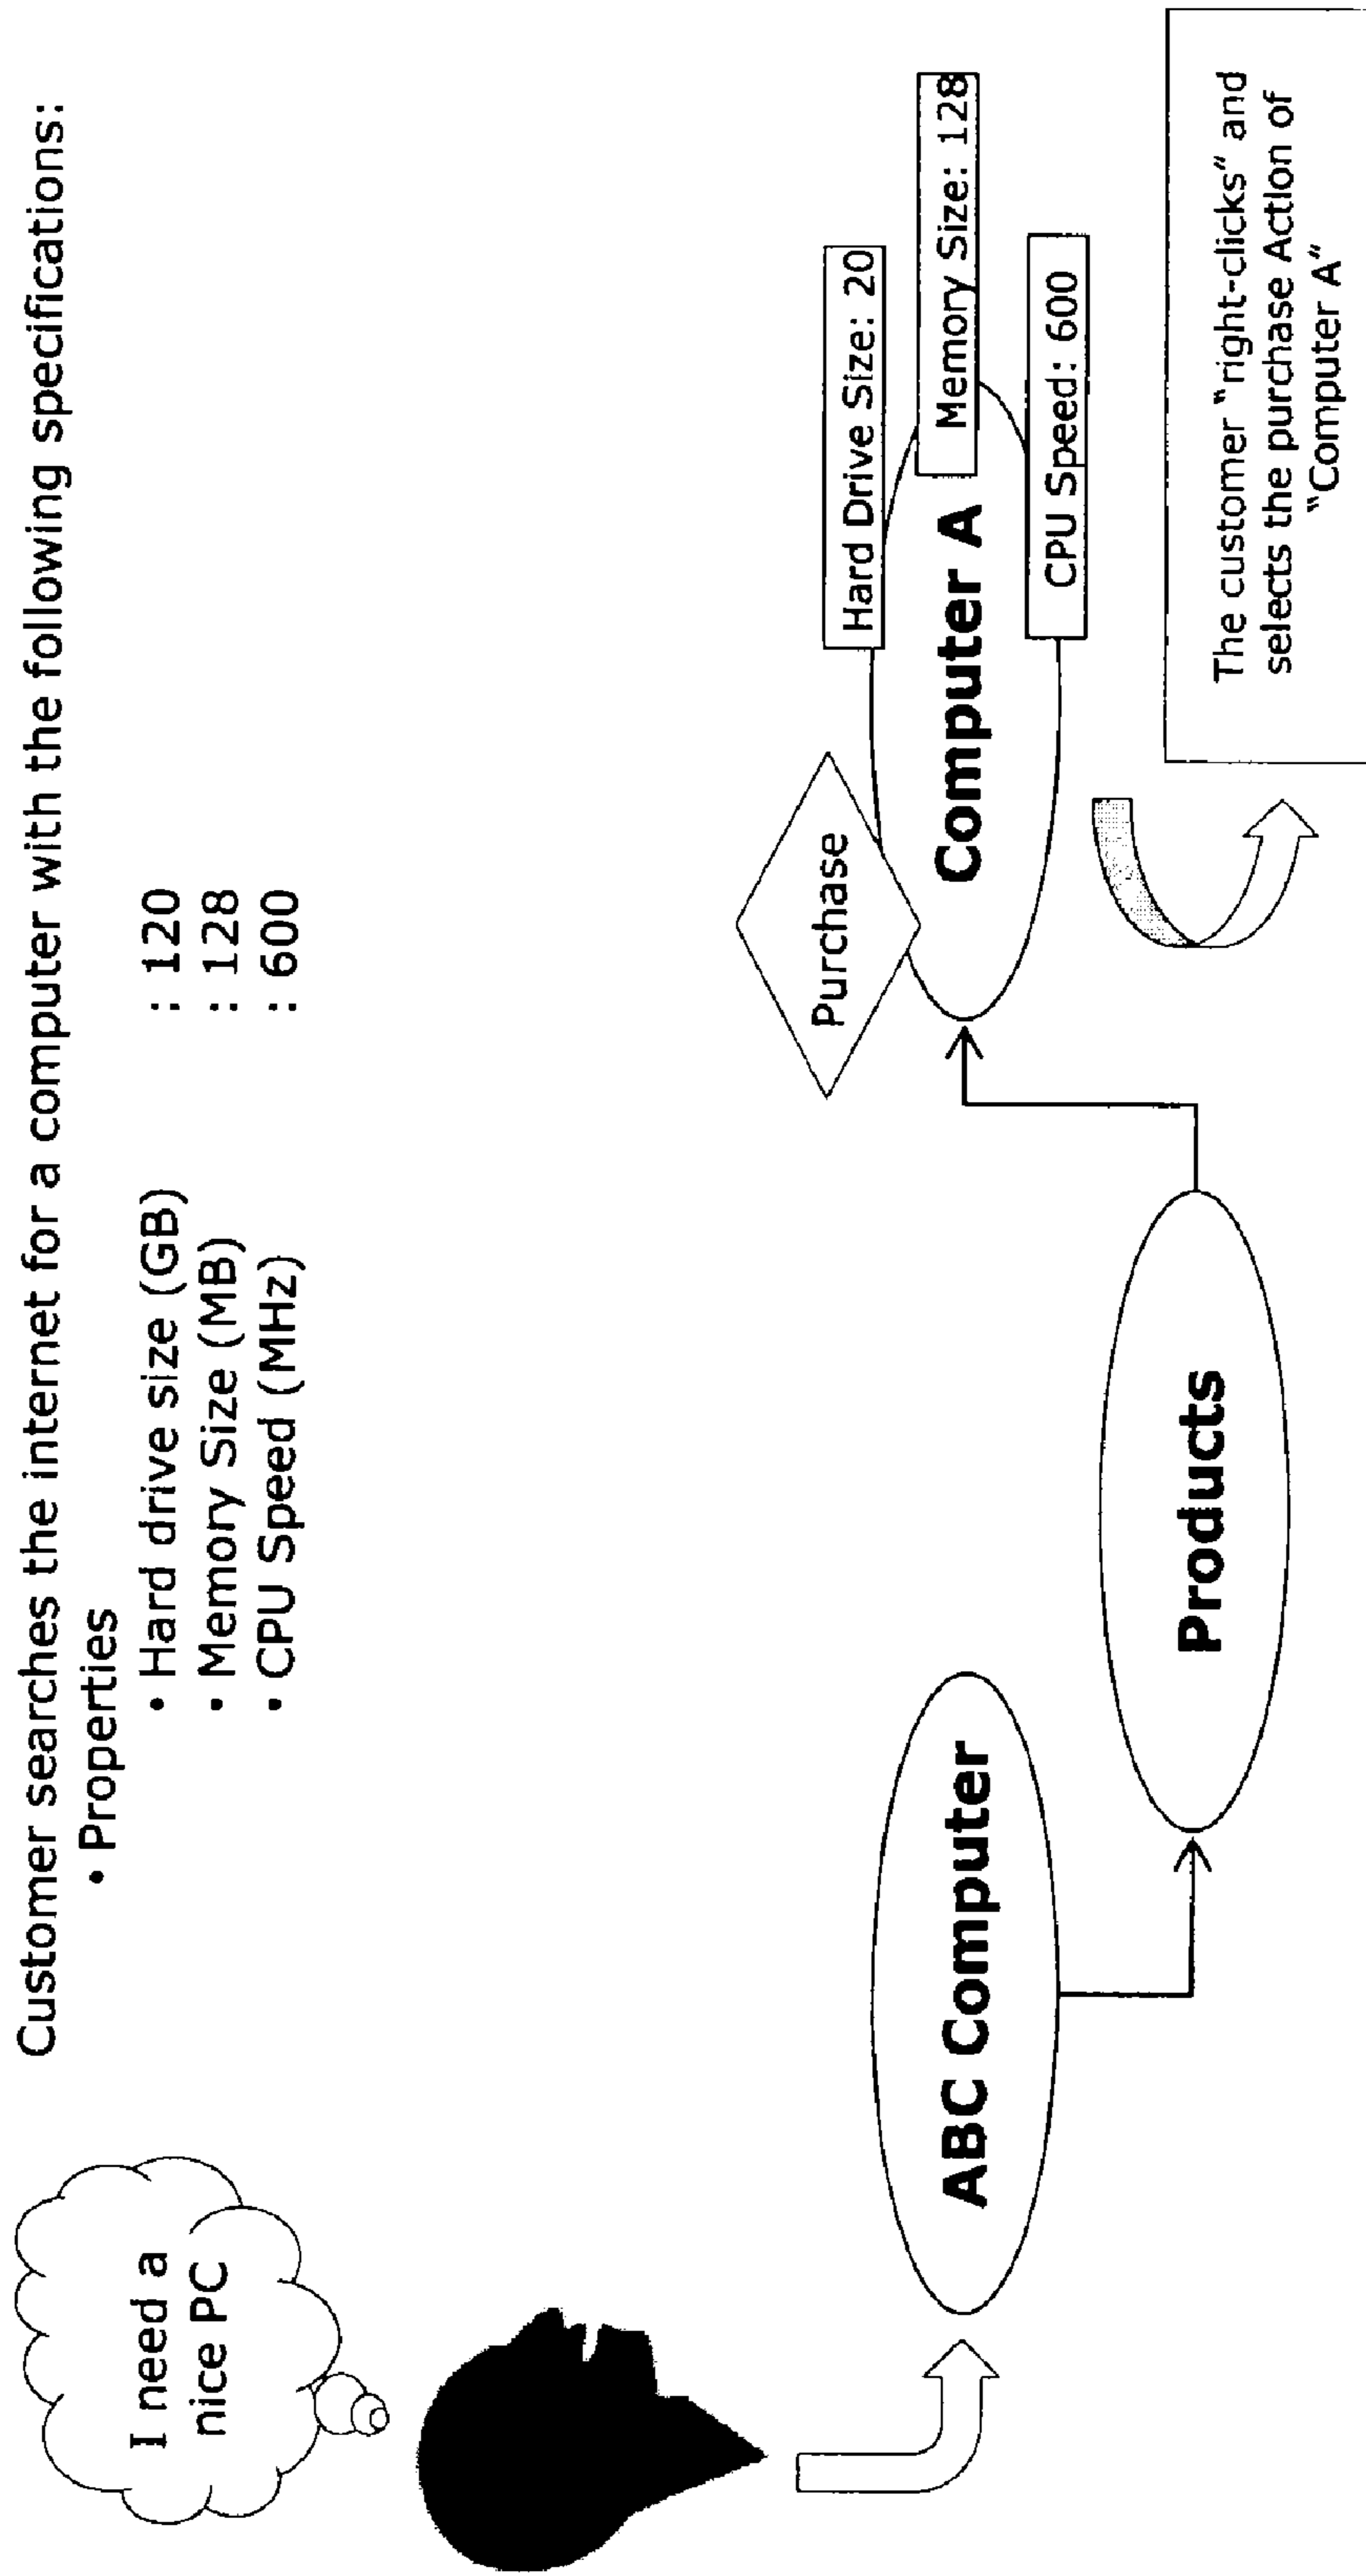 Customer searches the internet for a computer with the following specifications:
• Properties
• Hard drive size (GB) : 120
• Memory Size (MB) : 128
• CPU Speed (MHz) : 600
I need a
nice PC
Purchase
Hard Drive Size: 20
Memory Size: 128
CPU Speed: 600
Computer A
ABC Computer
Products
The customer "right-clicks" and
selects the purchase Action of
"Computer A"